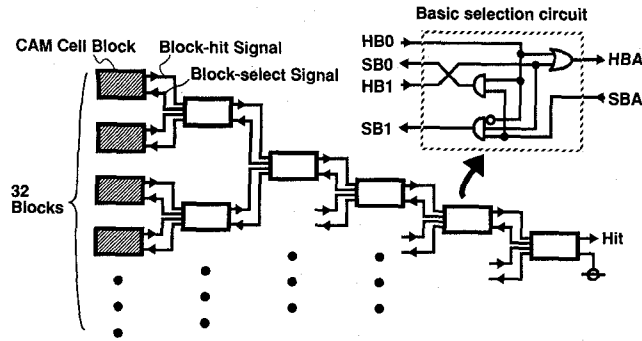 Basic selection circuit
HB0
SB0
HB1
SB1
HBA
SBA
CAM Cell Block
Block-hit Signal
Block-select Signal
32
Blocks
Hit